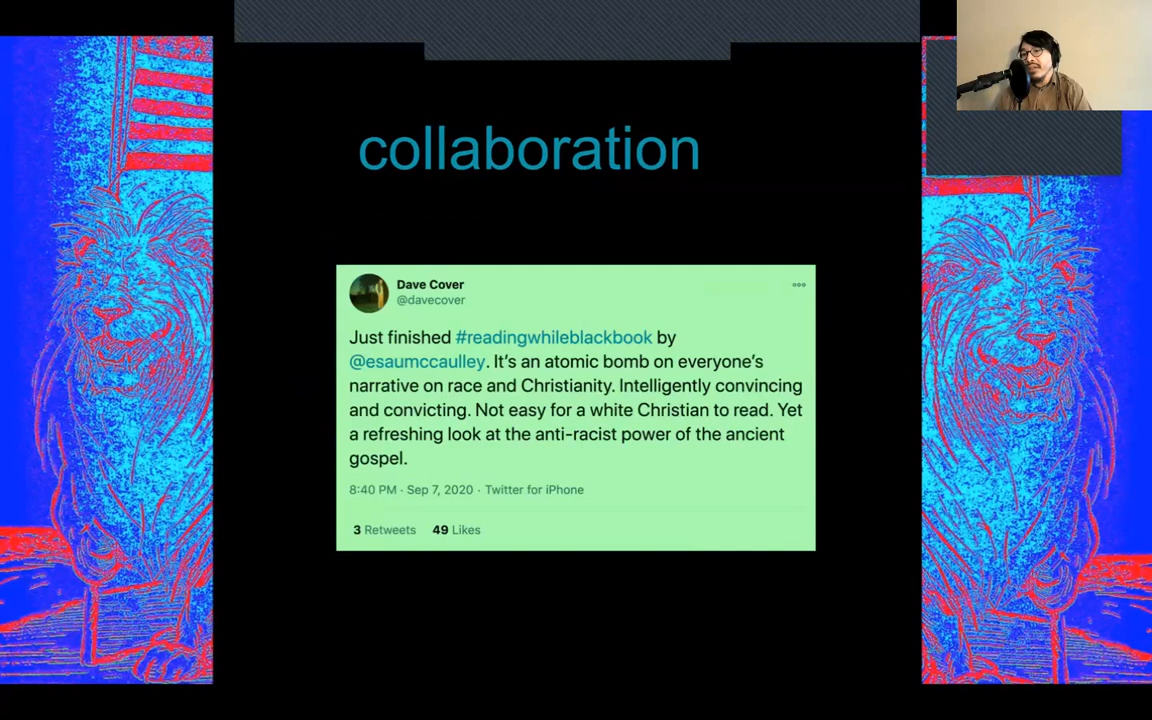 collaboration
Dave Cover
@davecover
Just finished #readingwhileblackbook by
@esaumccaulley. It’s an atomic bomb on everyone’s
narrative on race and Christianity. Intelligently convincing
and convicting. Not easy for a white Christian to read. Yet
a refreshing look at the anti-racist power of the ancient
gospel.
8:40 PM · Sep 7, 2020 · Twitter for iPhone
3 Retweets 49 Likes